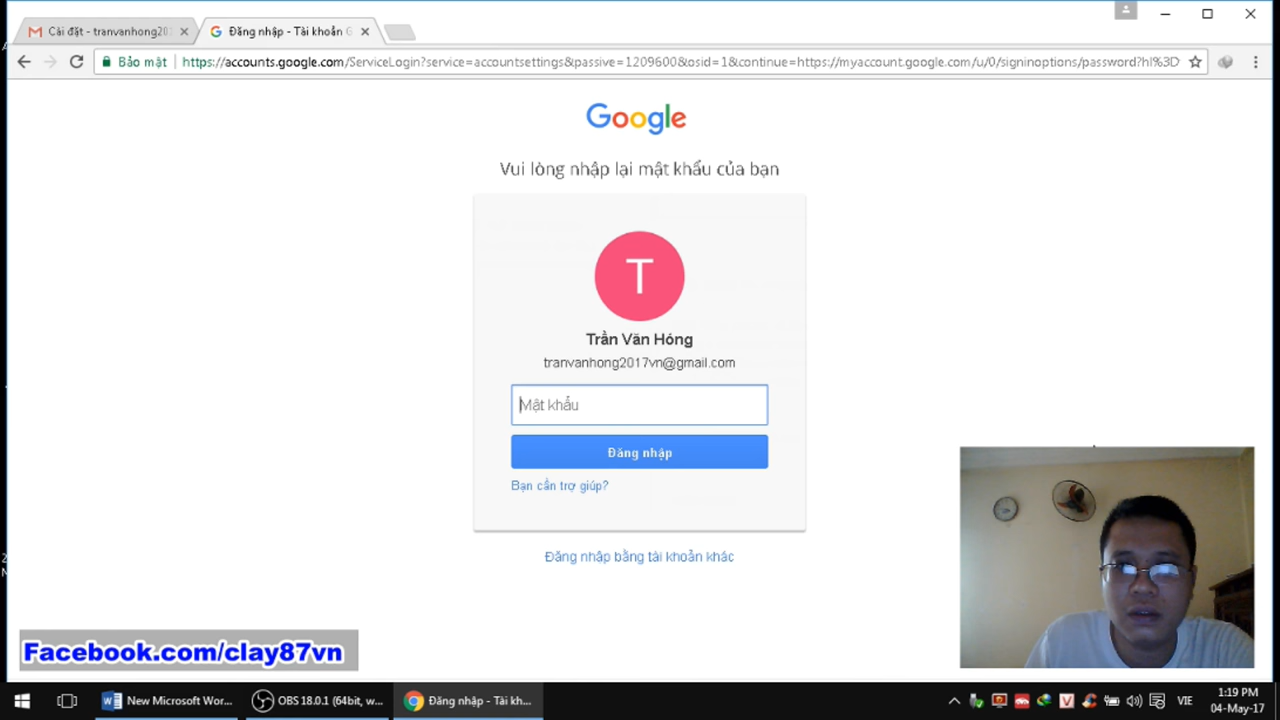 Cài đặt - tranvanhong20
Đăng nhập - Tài khoản G
Bảo mật
https://accounts.google.com/ServiceLogin?service=accountsettings&passive=1209600&osid=1&continue=https://myaccount.google.com/u/0/signinoptions/password?hl%3D
Google
Vui lòng nhập lại mật khẩu của bạn
T
Trần Văn Hóng
tranvanhong2017vn@gmail.com
Mật khẩu
Đăng nhập
Bạn cần trợ giúp?
Đăng nhập bằng tài khoản khác
Facebook.com/clay87vn
New Microsoft Wor...
OBS 18.0.1 (64bit, w...
Đăng nhập - Tài kh...
VIE
1:19 PM
04-May-17